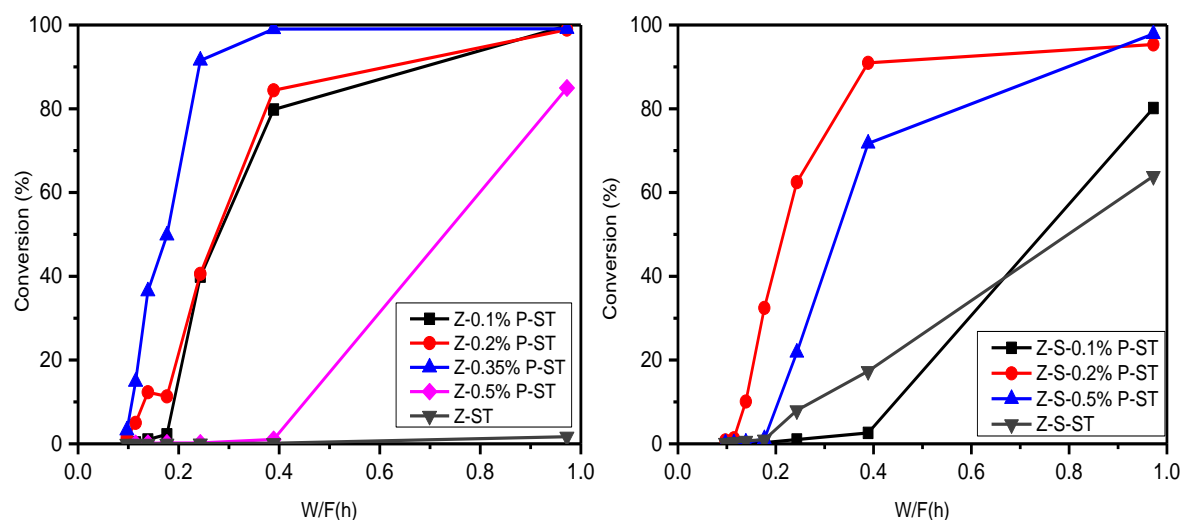 100
80
60
40
20
0
Conversion (%)
0.0 0.2 0.4 0.6 0.8 1.0
W/F(h)
Z-0.1% P-ST
Z-0.2% P-ST
Z-0.35% P-ST
Z-0.5% P-ST
Z-ST
100
80
60
40
20
0
Conversion (%)
0.0 0.2 0.4 0.6 0.8 1.0
W/F(h)
Z-S-0.1% P-ST
Z-S-0.2% P-ST
Z-S-0.5% P-ST
Z-S-ST